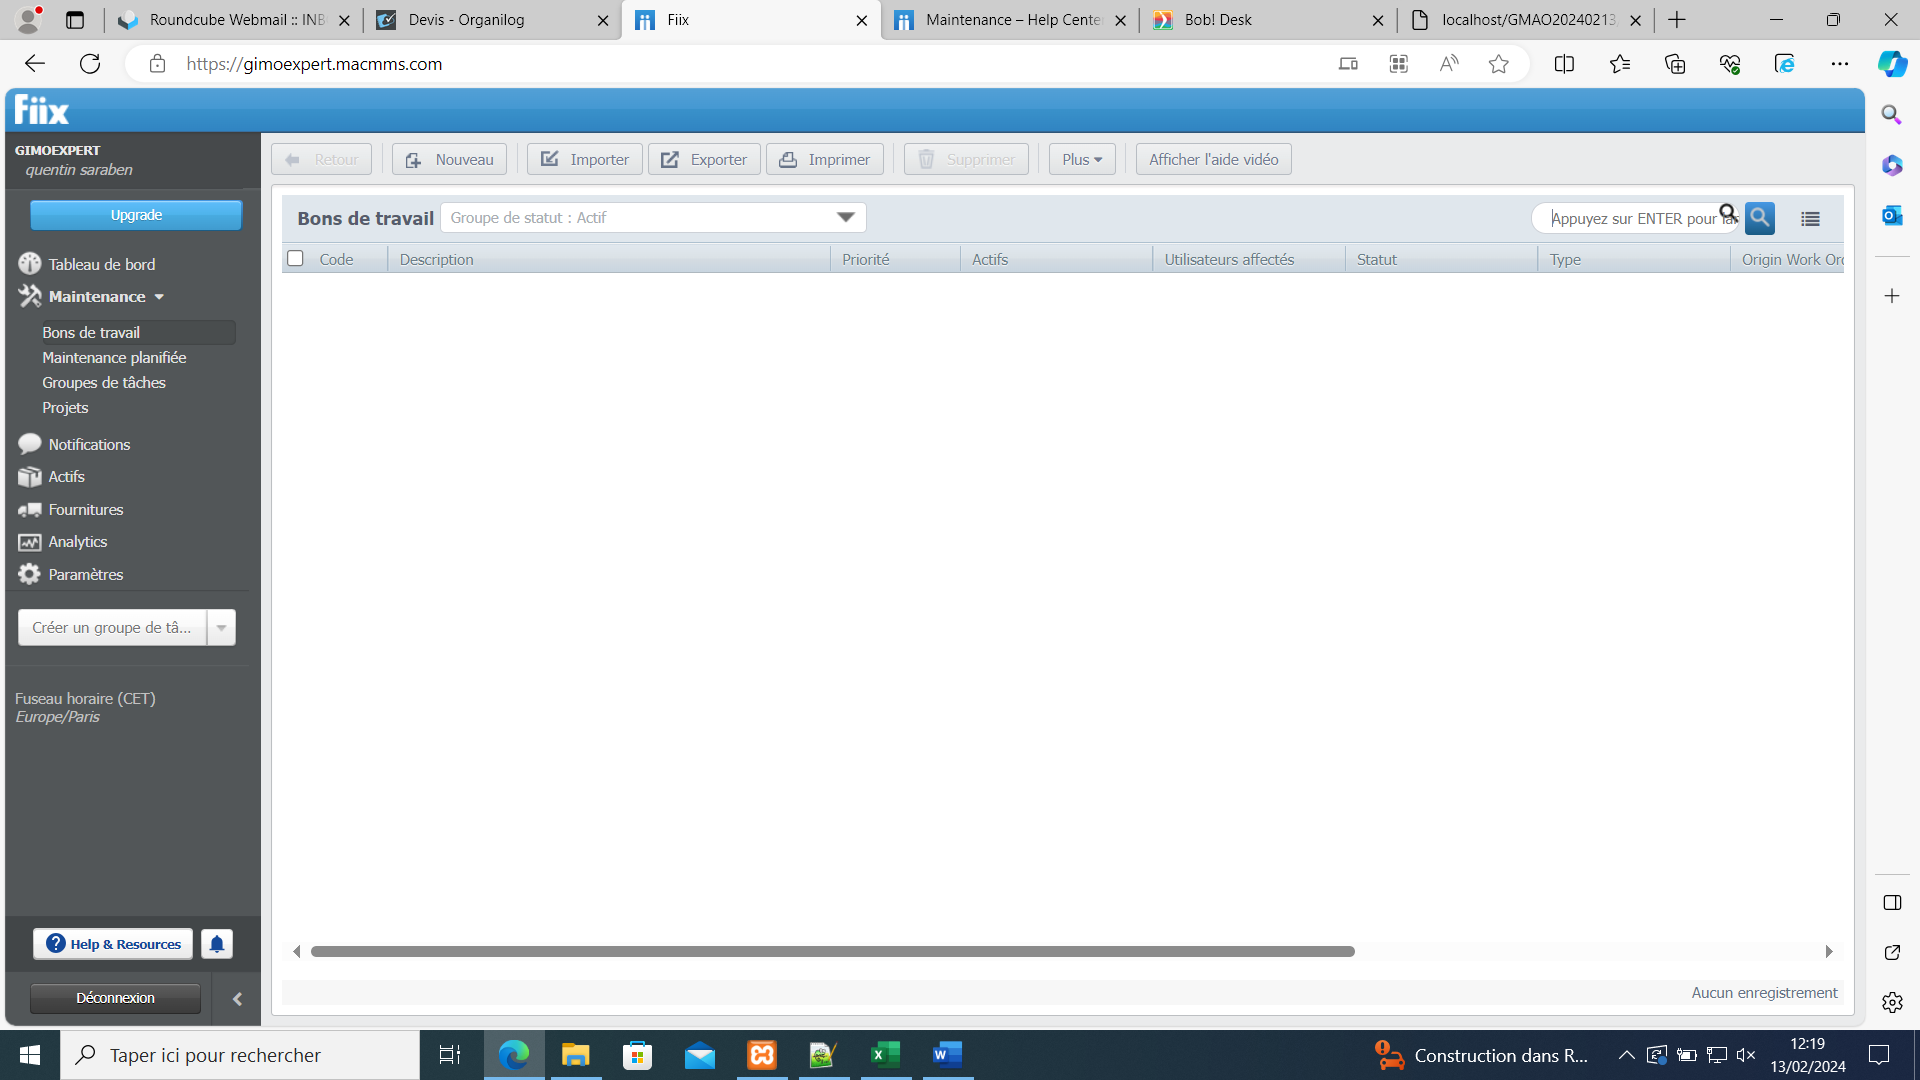 Roundcube Webmail :: INB
Devis - Organilog
Fiix
Maintenance – Help Cente
Bob! Desk
localhost/GMAO20240213
https://gimoexpert.macmms.com
Fiix
GIMOEXPERT
quentin saraben
Upgrade
Tableau de bord
Maintenance
Bons de travail
Maintenance planifiée
Groupes de tâches
Projets
Notifications
Actifs
Fournitures
Analytics
Paramètres
Créer un groupe de tâ...
Fuseau horaire (CET)
Europe/Paris
Help & Resources
Déconnexion
Retour
Nouveau
Importer
Exporter
Imprimer
Supprimer
Plus
Afficher l'aide vidéo
Bons de travail
Groupe de statut : Actif
Appuyez sur ENTER pour
Code
Description
Priorité
Actifs
Utilisateurs affectés
Statut
Type
Origin Work Orc
Aucun enregistrement
Taper ici pour rechercher
Construction dans R...
12:19
13/02/2024